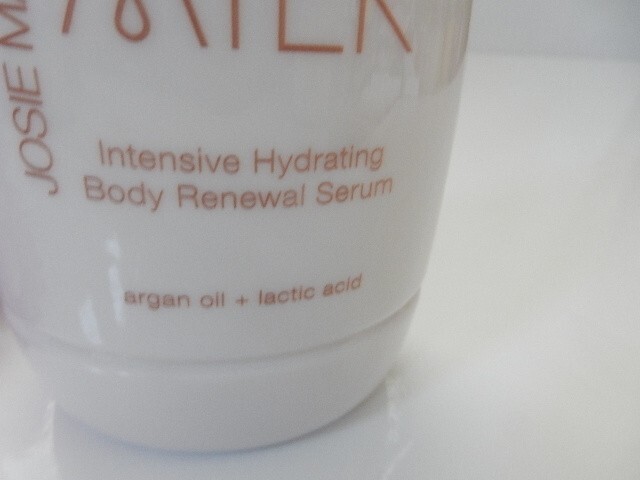 JOSIE
Intensive Hydrating
Body Renewal Serum
argan oil + lactic acid